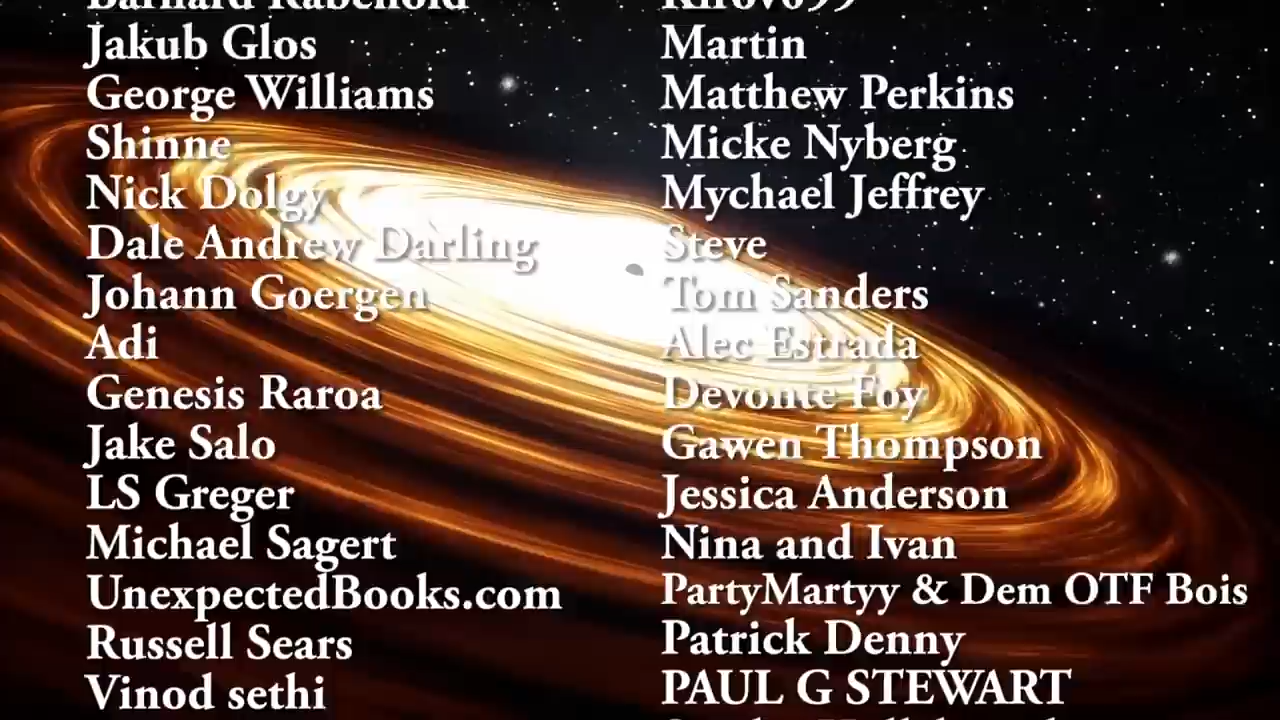 Barnard Rabenold
Jakub Glos
George Williams
Shinne
Nick Dolgy
Dale Andrew Darling
Johann Goergen
Adi
Genesis Raroa
Jake Salo
LS Greger
Michael Sagert
UnexpectedBooks.com
Russell Sears
Vinod sethi
Martin
Matthew Perkins
Micke Nyberg
Mychael Jeffrey
Steve
Tom Sanders
Alec Estrada
Devonte Foy
Gawen Thompson
Jessica Anderson
Nina and Ivan
PartyMartyy & Dem OTF Bois
Patrick Denny
PAUL G STEWART